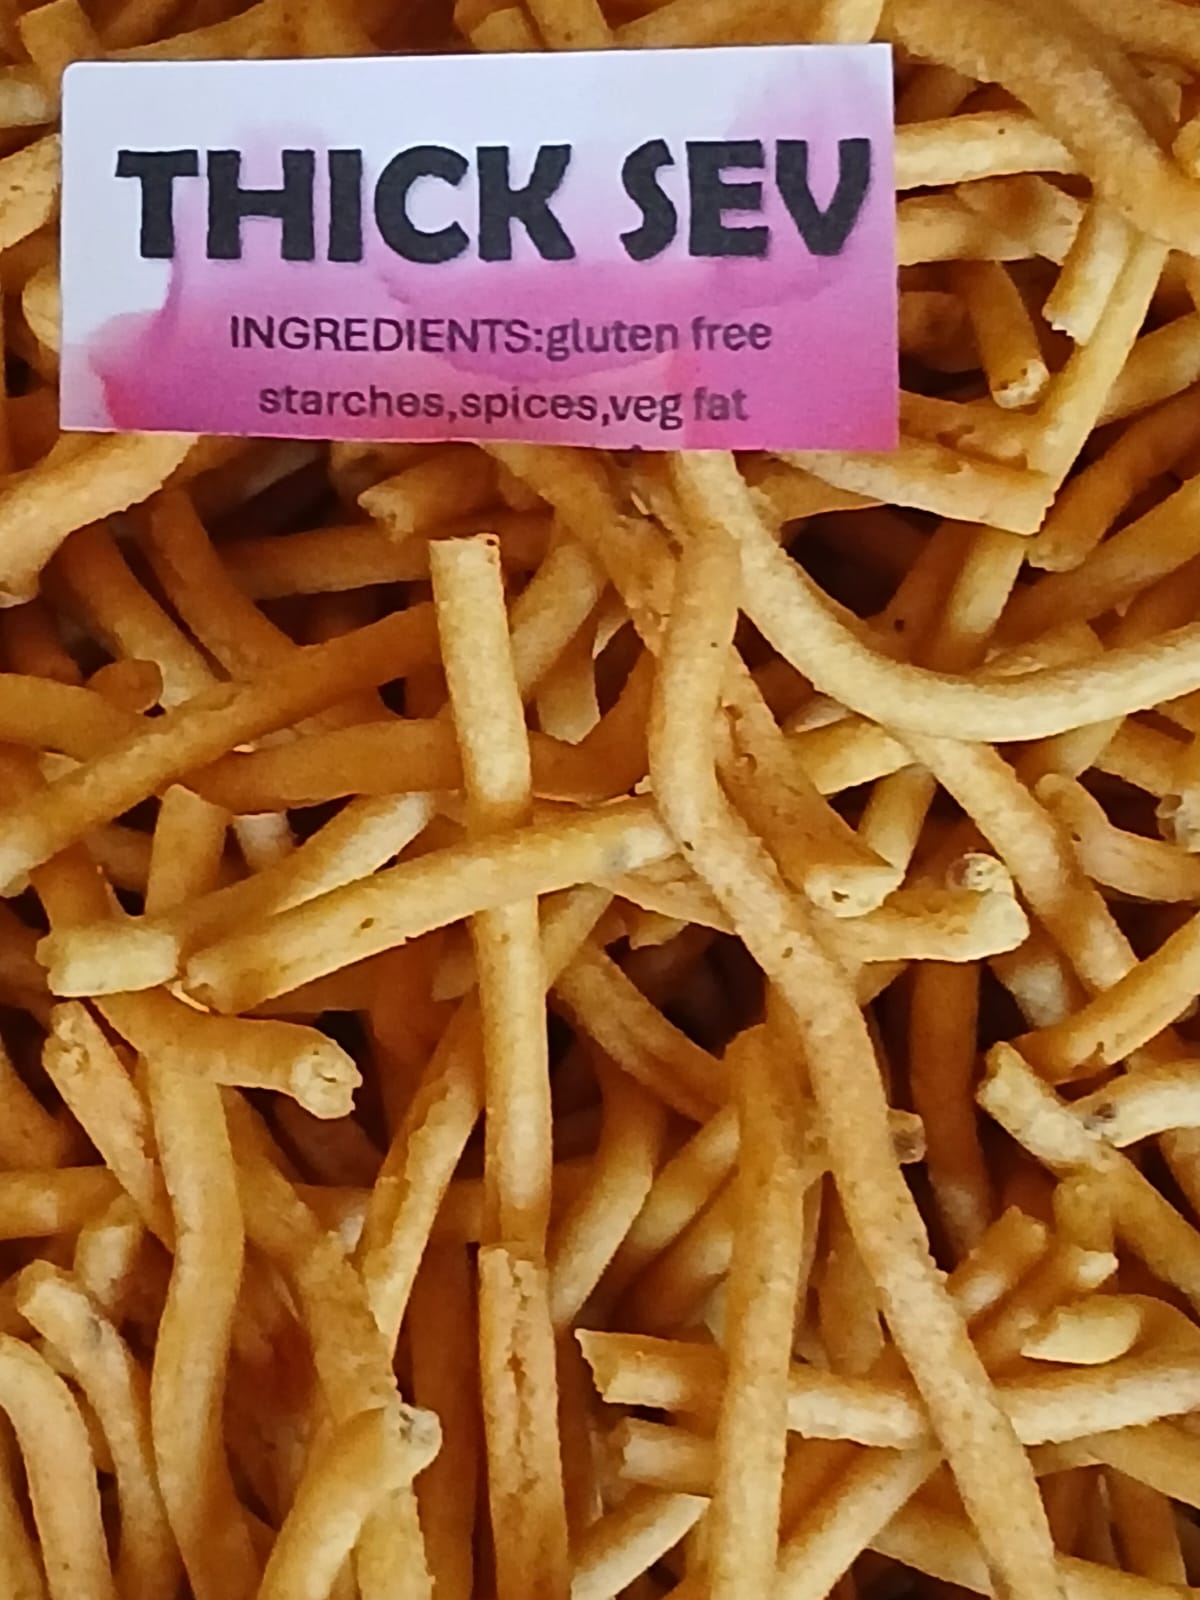 THICK SEV
INGREDIENTS:gluten free
starches,spices,veg fat